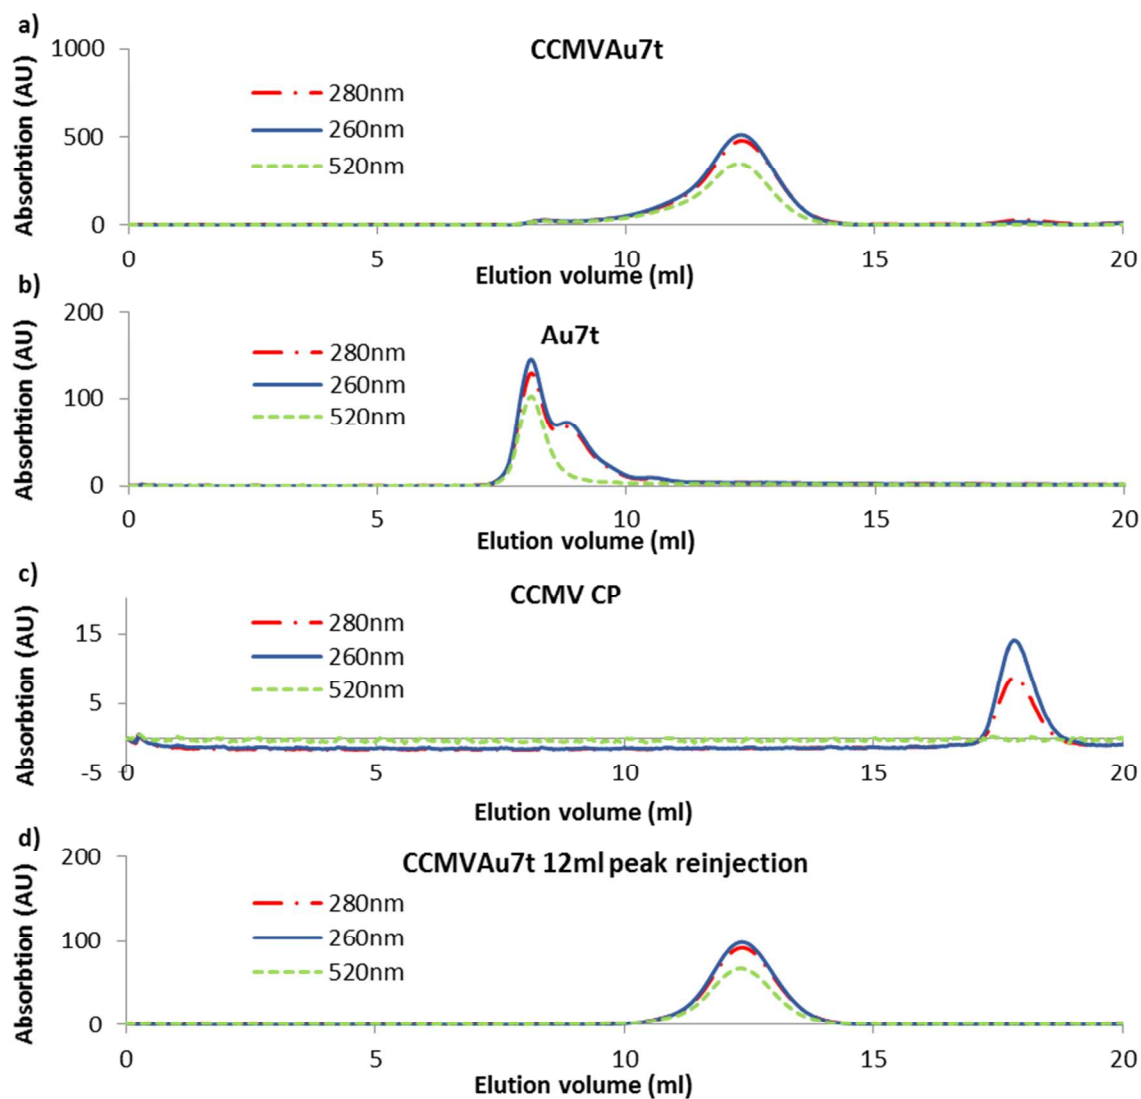 a)
CCMVAu7t
Absorbtion (AU)
1000
500
0
280nm
260nm
520nm
0 5 10 15 20
Elution volume (ml)
b)
Au7t
Absorbtion (AU)
200
100
0
280nm
260nm
520nm
0 5 10 15 20
Elution volume (ml)
c)
CCMV CP
Absorbtion (AU)
15
5
-5
280nm
260nm
520nm
0 5 10 15 20
Elution volume (ml)
d)
CCMVAu7t 12ml peak reinjection
Absorbtion (AU)
200
100
0
280nm
260nm
520nm
0 5 10 15 20
Elution volume (ml)